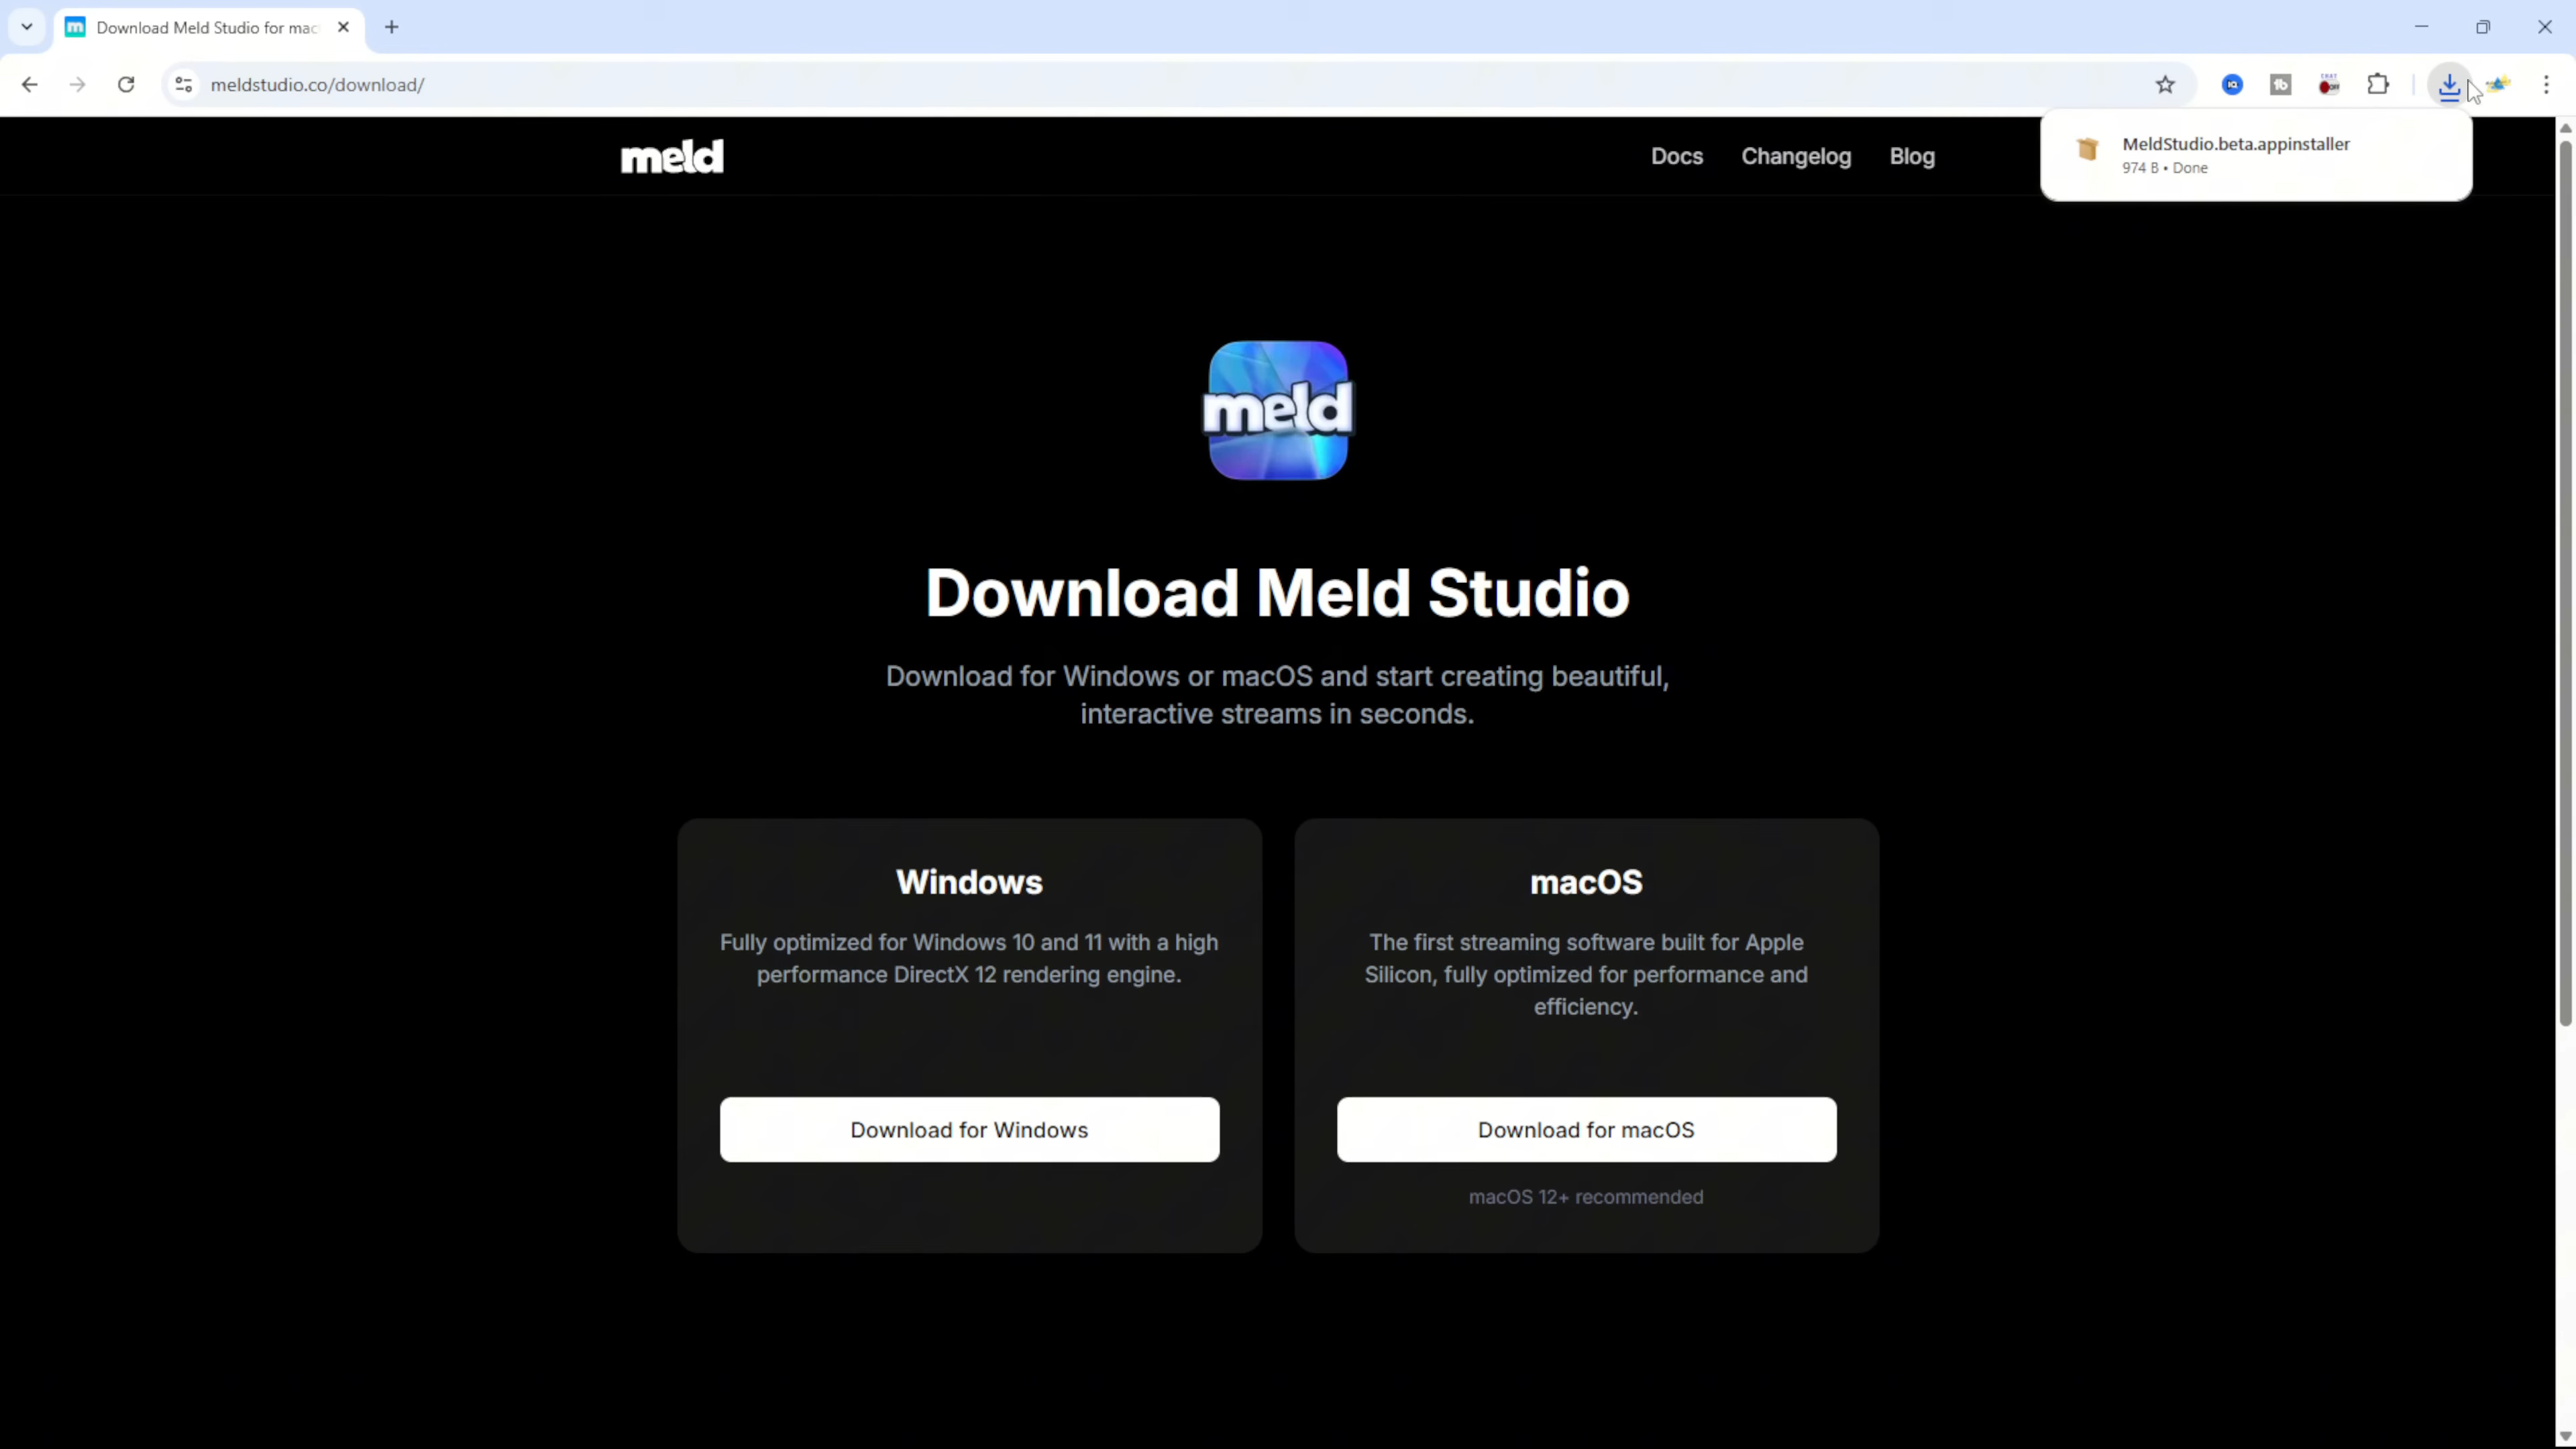 Download Meld Studio for mac
meldstudio.co/download/
MeldStudio.beta.appinstaller
974 B • Done
meld
Docs
Changelog
Blog
meld
Download Meld Studio
Download for Windows or macOS and start creating beautiful,
interactive streams in seconds.
Windows
Fully optimized for Windows 10 and 11 with a high
performance DirectX 12 rendering engine.
Download for Windows
macOS
The first streaming software built for Apple
Silicon, fully optimized for performance and
efficiency.
Download for macOS
macOS 12+ recommended